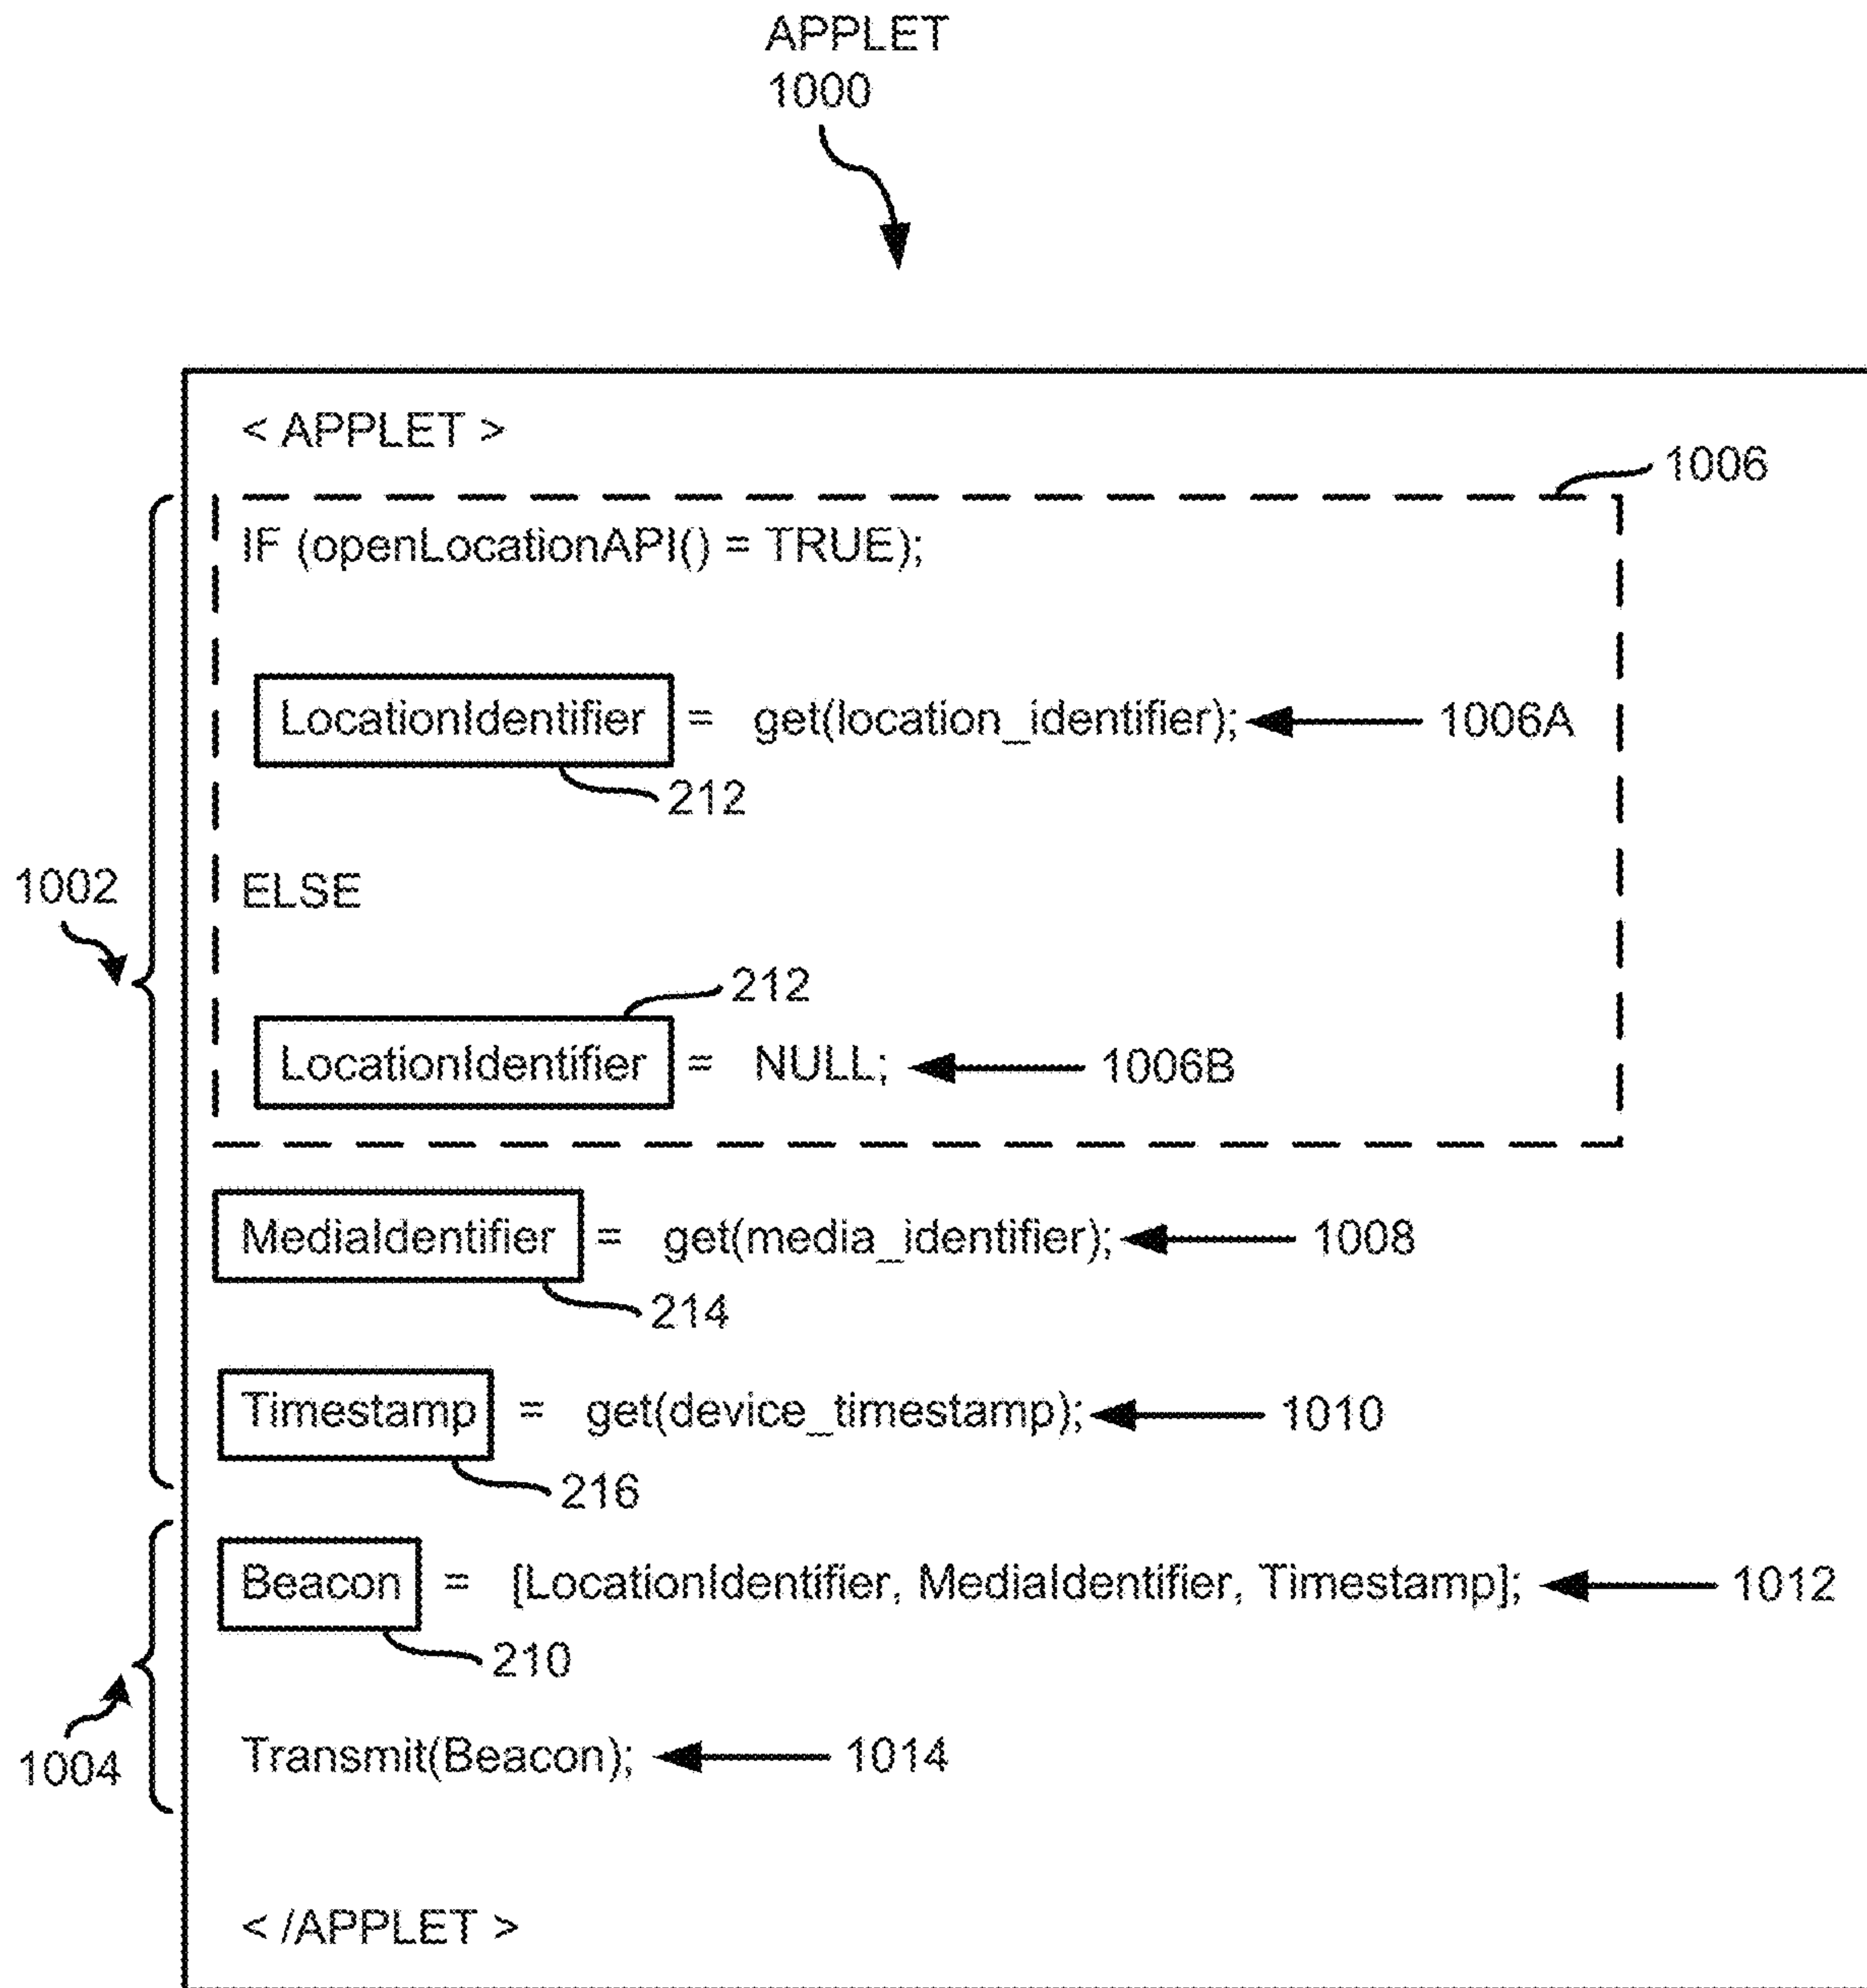 APPLET
1000
< APPLET >
1006
IF (openLocationAPI() = TRUE);
LocationIdentifier = get(location_identifier); 1006A
212
1002
ELSE
212
LocationIdentifier = NULL; 1006B
MediaIdentifier = get(media_identifier); 1008
214
Timestamp = get(device_timestamp); 1010
216
Beacon = [LocationIdentifier, MediaIdentifier, Timestamp]; 1012
210
1004
Transmit(Beacon); 1014
< /APPLET >